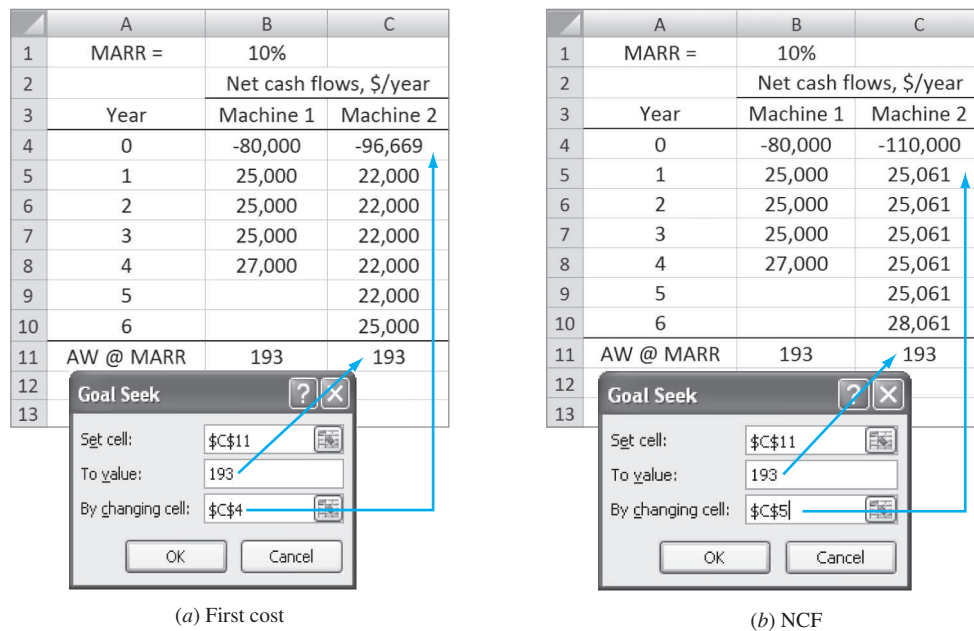 A B C
1 MARR = 10%
2 Net cash flows, $/year
3 Year Machine 1 Machine 2
4 0 -80,000 -96,669
5 1 25,000 22,000
6 2 25,000 22,000
7 3 25,000 22,000
8 4 27,000 22,000
9 5 22,000
10 6 25,000
11 AW @ MARR 193 193
12
13
Goal Seek
Set cell: $C$11
To value: 193
By changing cell: $C$4
OK Cancel
(a) First cost
A B C
1 MARR = 10%
2 Net cash flows, $/year
3 Year Machine 1 Machine 2
4 0 -80,000 -110,000
5 1 25,000 25,061
6 2 25,000 25,061
7 3 25,000 25,061
8 4 27,000 25,061
9 5 25,061
10 6 28,061
11 AW @ MARR 193 193
12
13
Goal Seek
Set cell: $C$11
To value: 193
By changing cell: $C$5
OK Cancel
(b) NCF